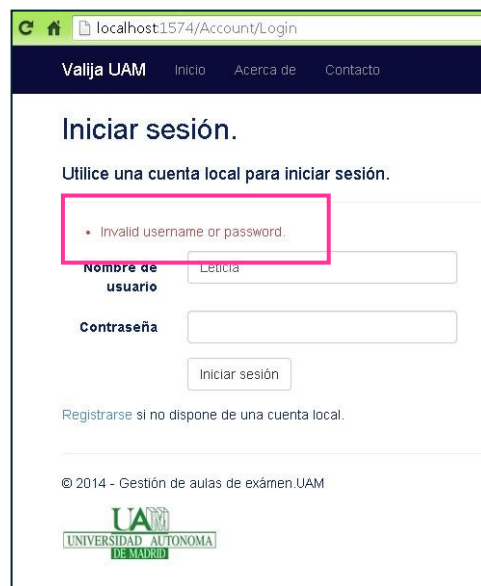 localhost:1574/Account/Login
Valija UAM Inicio Acerca de Contacto
Iniciar sesión.
Utilice una cuenta local para iniciar sesión.
• Invalid username or password.
Nombre de
usuario
Leticia
Contraseña
Iniciar sesión
Registrarse si no dispone de una cuenta local.
© 2014 - Gestión de aulas de exámen.UAM
UAM
UNIVERSIDAD AUTONOMA
DE MADRID